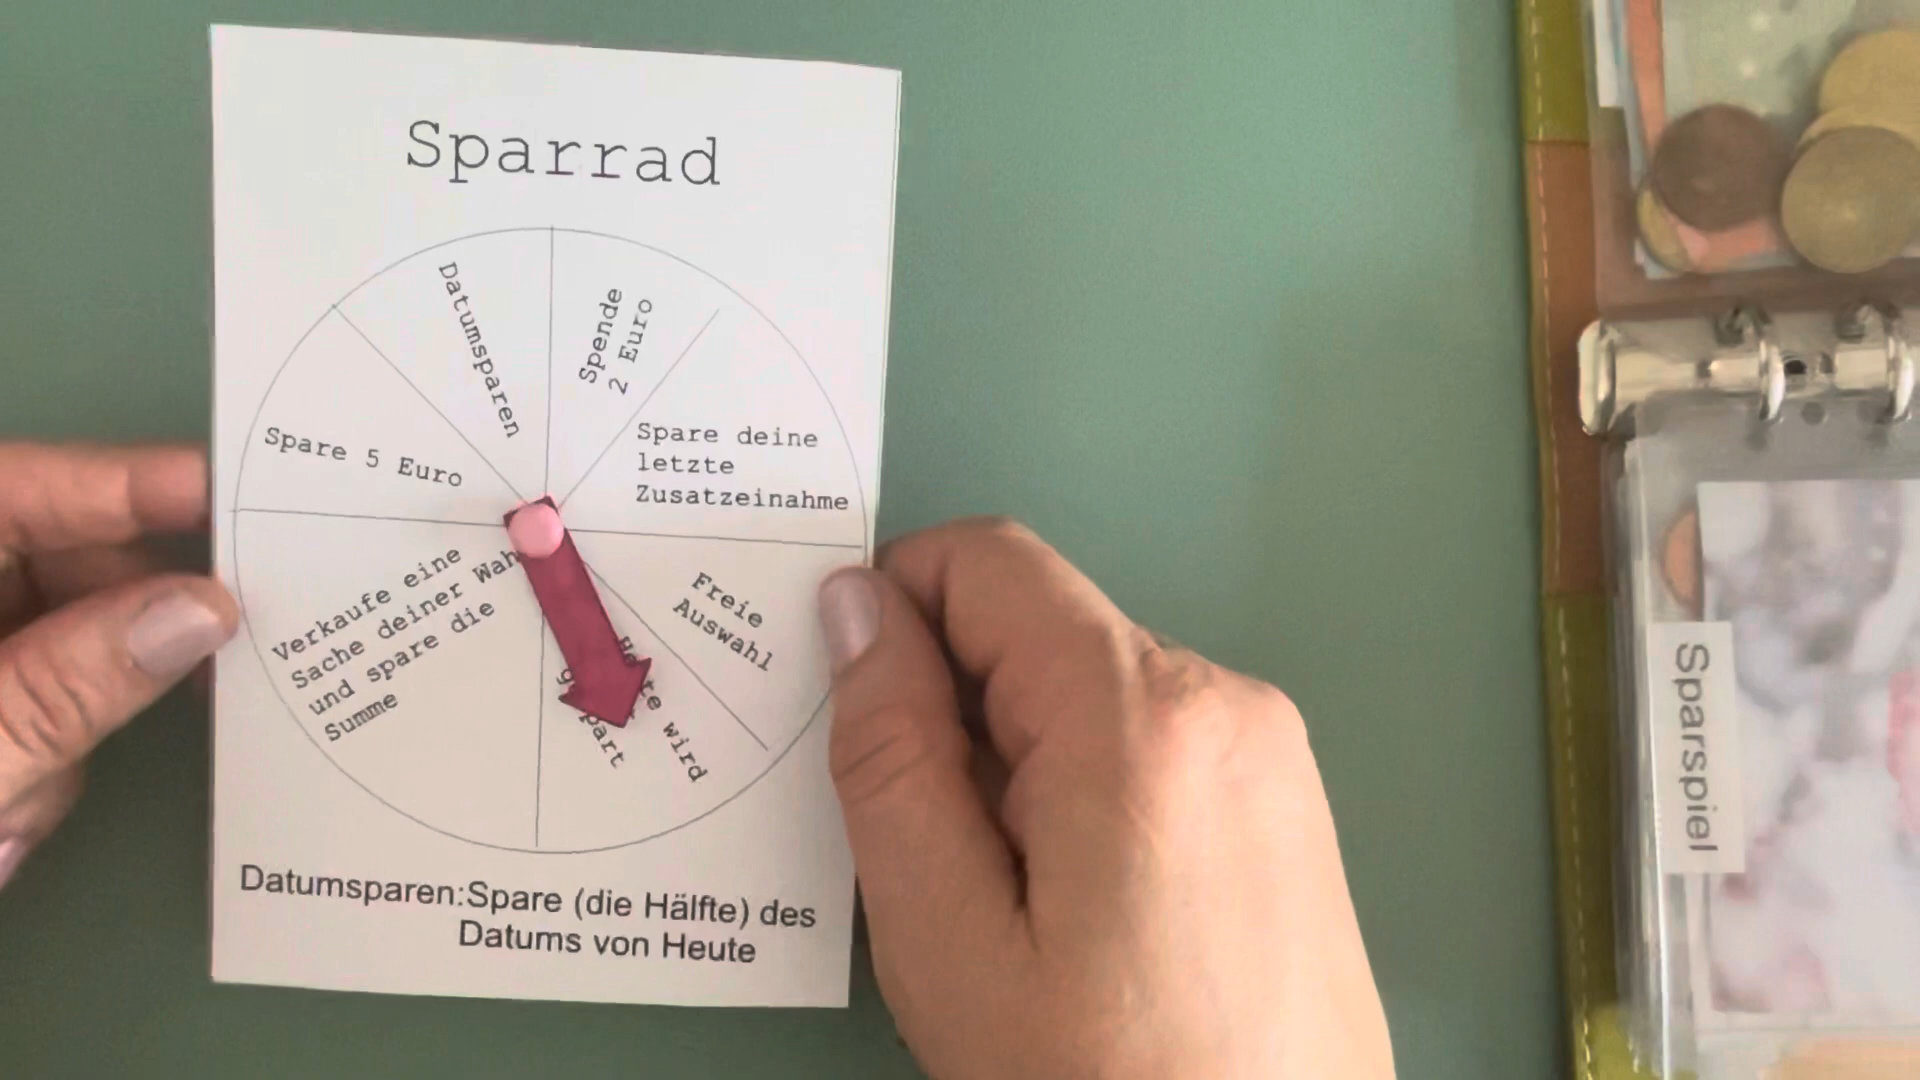 Sparrad
Datumsparen
Spende
2 Euro
Spare 5 Euro
Spare deine
letzte
Zusatzeinahme
Freie
Auswahl
Verkaufe eine
Sache deiner
und spare die
Summe
wird
Datumsparen:Spare (die Hälfte) des
Datums von Heute
Sparspiel